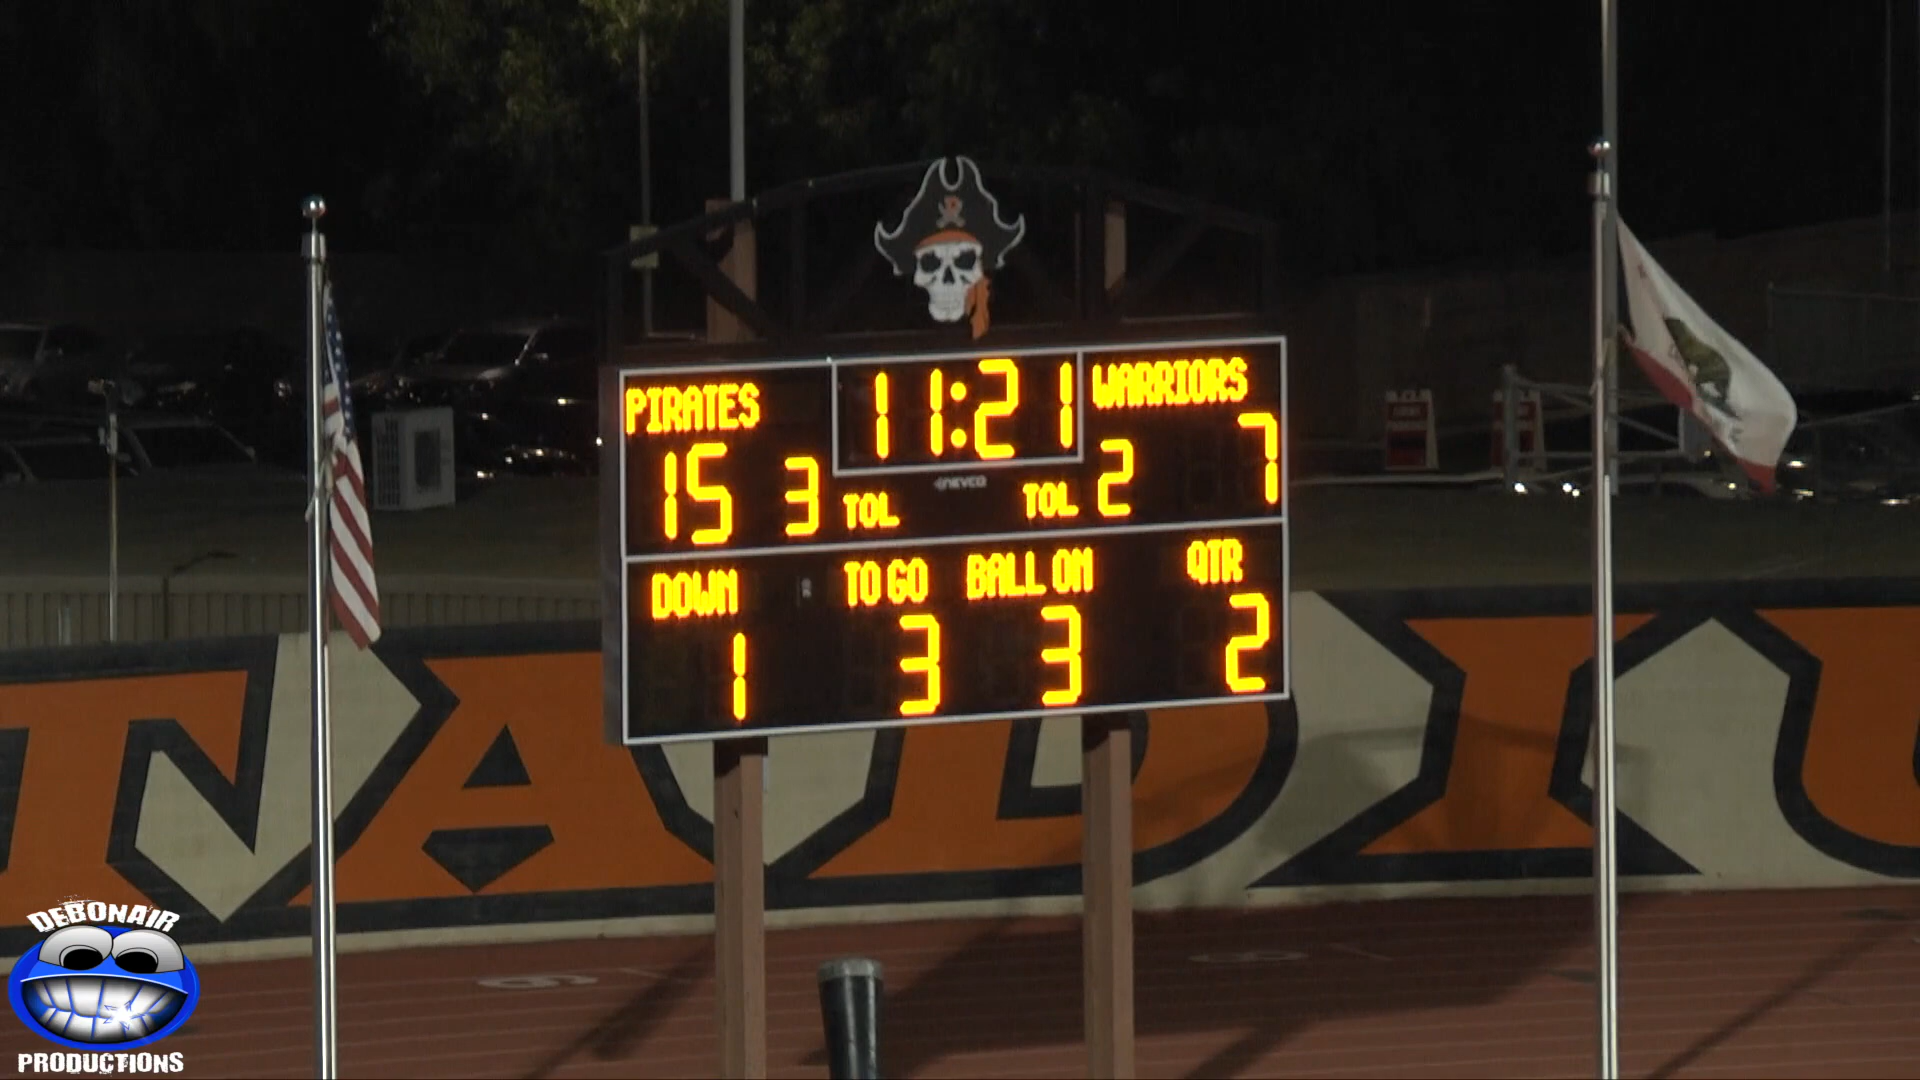 PIRATES 11:21 WARRIORS
15 3 TOL TOL 2 7
NEVCO
DOWN TO GO BALL ON QTR
1 3 3 2
DEBONAIR
PRODUCTIONS